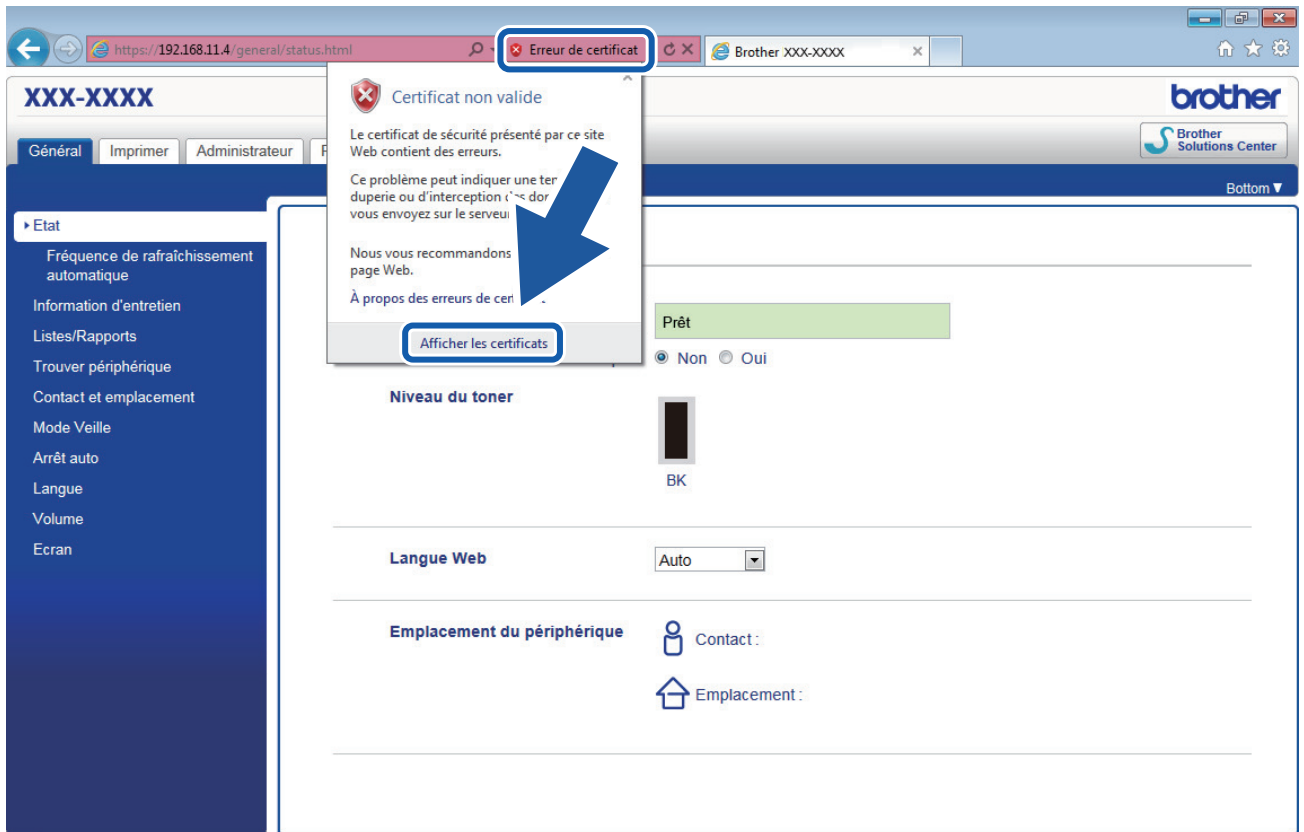 https://192.168.11.4/general/status.html
Erreur de certificat
Brother XXX-XXXX
XXX-XXXX
brother
Brother
Solutions Center
Général
Imprimer
Administrateur
Bottom
Certificat non valide
Le certificat de sécurité présenté par ce site
Web contient des erreurs.
Ce problème peut indiquer une
duperie ou d'interception
vous envoyez sur le
Nous vous recommandons
page Web.
À propos des erreurs de
Afficher les certificats
Etat
Fréquence de rafraîchissement
automatique
Information d'entretien
Listes/Rapports
Trouver périphérique
Contact et emplacement
Mode Veille
Arrêt auto
Langue
Volume
Ecran
Prêt
Non
Oui
Niveau du toner
BK
Langue Web
Auto
Emplacement du périphérique
Contact :
Emplacement :